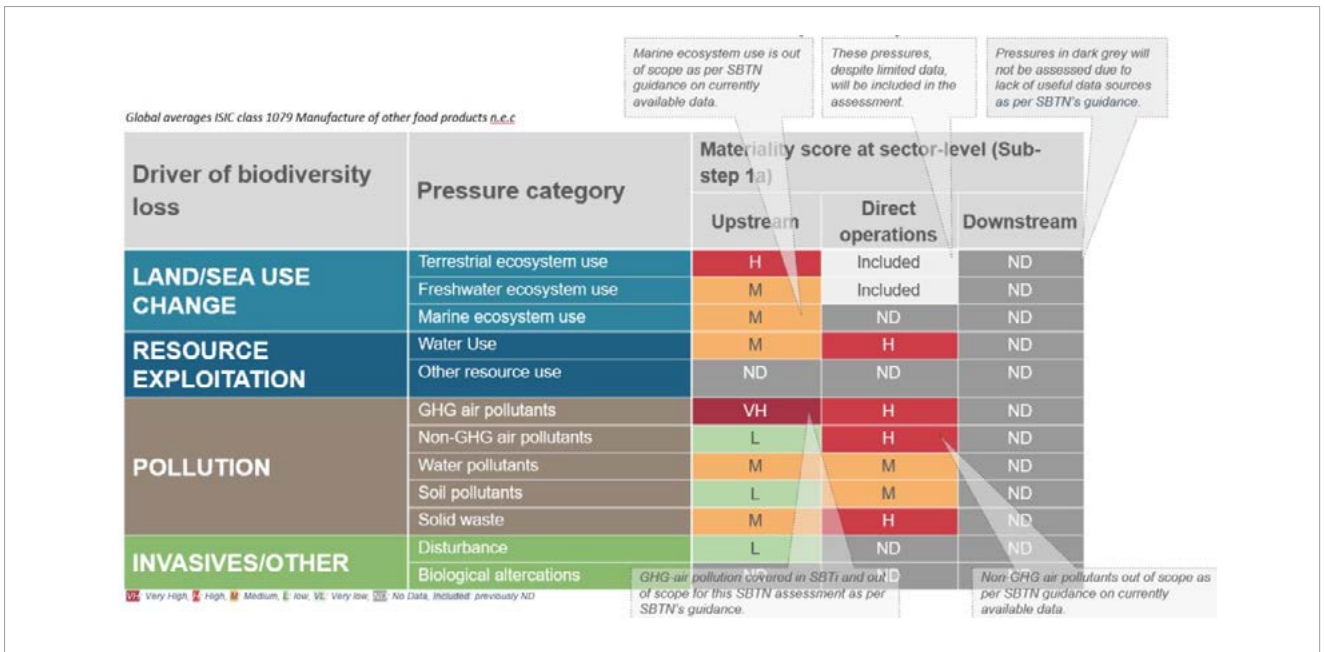 Marine ecosystem use is out
of scope as per SBTN
guidance on currently
available data.
These pressures,
despite limited data,
will be included in the
assessment.
Pressures in dark grey will
not be assessed due to
lack of useful data sources
as per SBTN's guidance.
Global averages ISIC class 1079 Manufacture of other food products n.e.c
Driver of biodiversity
loss
Pressure category
Materiality score at sector-level (Sub-
step 1a)
Upstream
Direct
operations
Downstream
LAND/SEA USE
CHANGE
Terrestrial ecosystem use H Included ND
Freshwater ecosystem use M Included ND
Marine ecosystem use M ND ND
RESOURCE
EXPLOITATION
Water Use M H ND
Other resource use ND ND ND
POLLUTION
GHG air pollutants VH H ND
Non-GHG air pollutants L H ND
Water pollutants M M ND
Soil pollutants L M ND
Solid waste M H ND
INVASIVES/OTHER
Disturbance L ND ND
Biological altercations ND ND ND
GHG air pollution covered in SBTi and out
of scope for this SBTN assessment as per
SBTN's guidance.
Non-GHG air pollutants out of scope as
per SBTN guidance on currently
available data.
VH: Very High, H: High, M: Medium, L: low, VL: Very low, ND: No Data, Included: previously ND